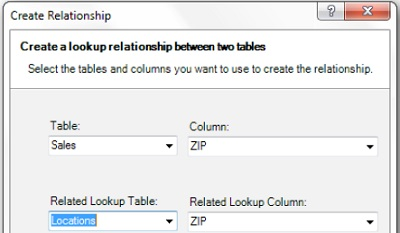 Create Relationship
Create a lookup relationship between two tables
Select the tables and columns you want to use to create the relationship.
Table: Column:
Sales ZIP
Related Lookup Table: Related Lookup Column:
Locations ZIP